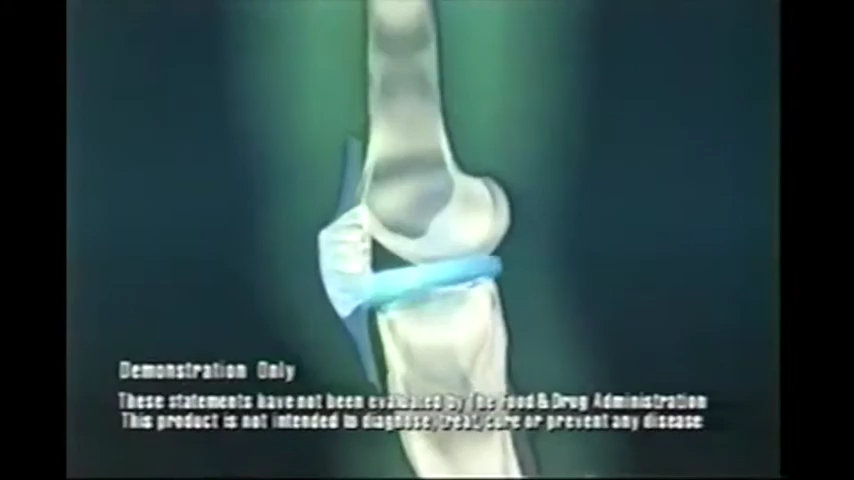 Demonstration Only
These statements have not been evaluated by The Food & Drug Administration
This product is not intended to diagnose, treat, cure or prevent any disease